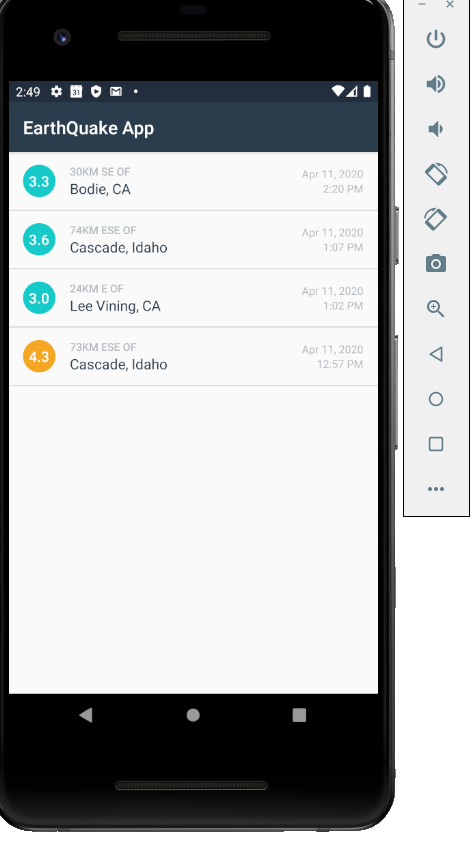 2:49
31
EarthQuake App
3.3
30KM SE OF
Bodie, CA
Apr 11, 2020
2:20 PM
3.6
74KM ESE OF
Cascade, Idaho
Apr 11, 2020
1:07 PM
3.0
24KM E OF
Lee Vining, CA
Apr 11, 2020
1:02 PM
4.3
73KM ESE OF
Cascade, Idaho
Apr 11, 2020
12:57 PM